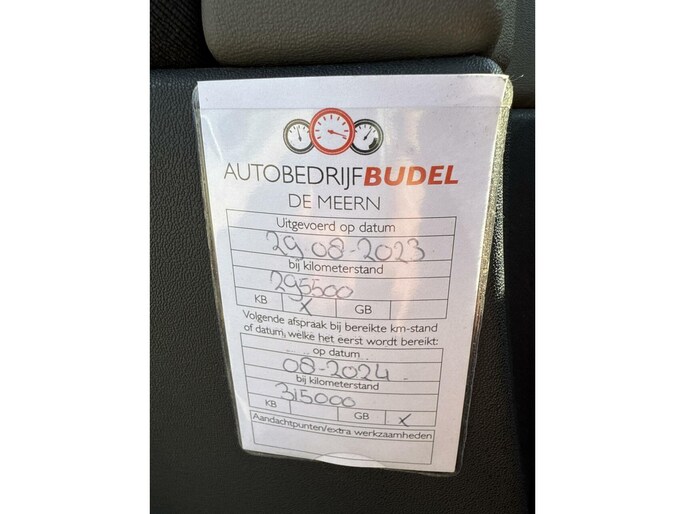 AUTOBEDRIJFBUDEL
DE MEERN
Uitgevoerd op datum
29-08-2023
bij kilometerstand
295500
KB X GB
Volgende afspraak bij bereikte km-stand
of datum, welke het eerst wordt bereikt:
op datum
08-2024
bij kilometerstand
315000
KB GB X
Aandachtpunten/extra werkzaamheden